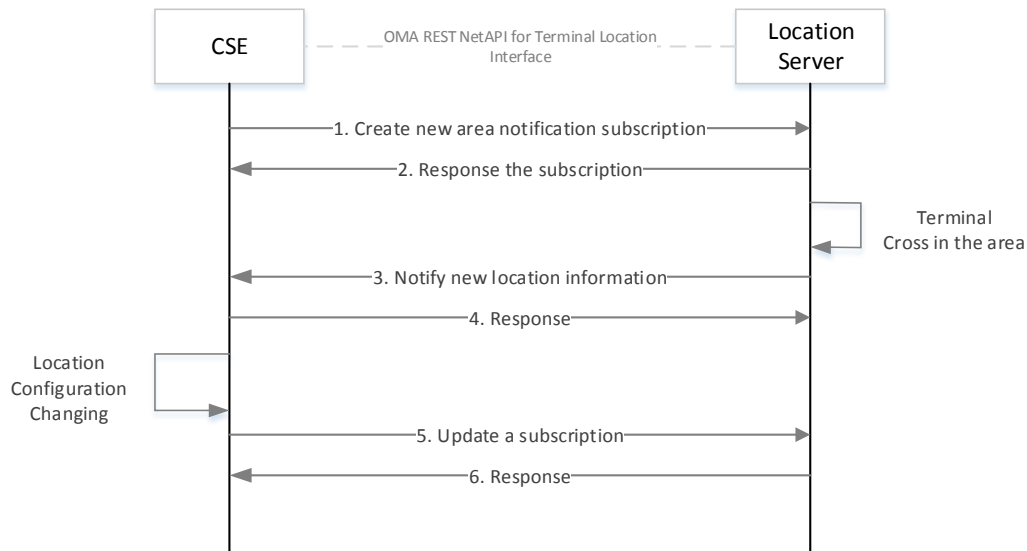 CSE
OMA REST NetAPI for Terminal Location
Interface
Location
Server
1. Create new area notification subscription
2. Response the subscription
Terminal
Cross in the area
3. Notify new location information
4. Response
Location
Configuration
Changing
5. Update a subscription
6. Response